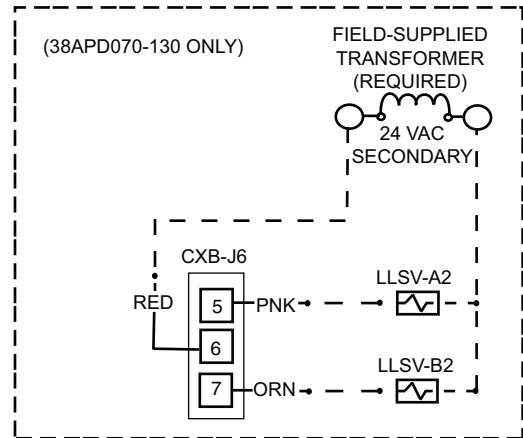 (38APD070-130 ONLY)
FIELD-SUPPLIED
TRANSFORMER
(REQUIRED)
24 VAC
SECONDARY
CXB-J6
LLSV-A2
RED
5
PNK
6
LLSV-B2
7
ORN